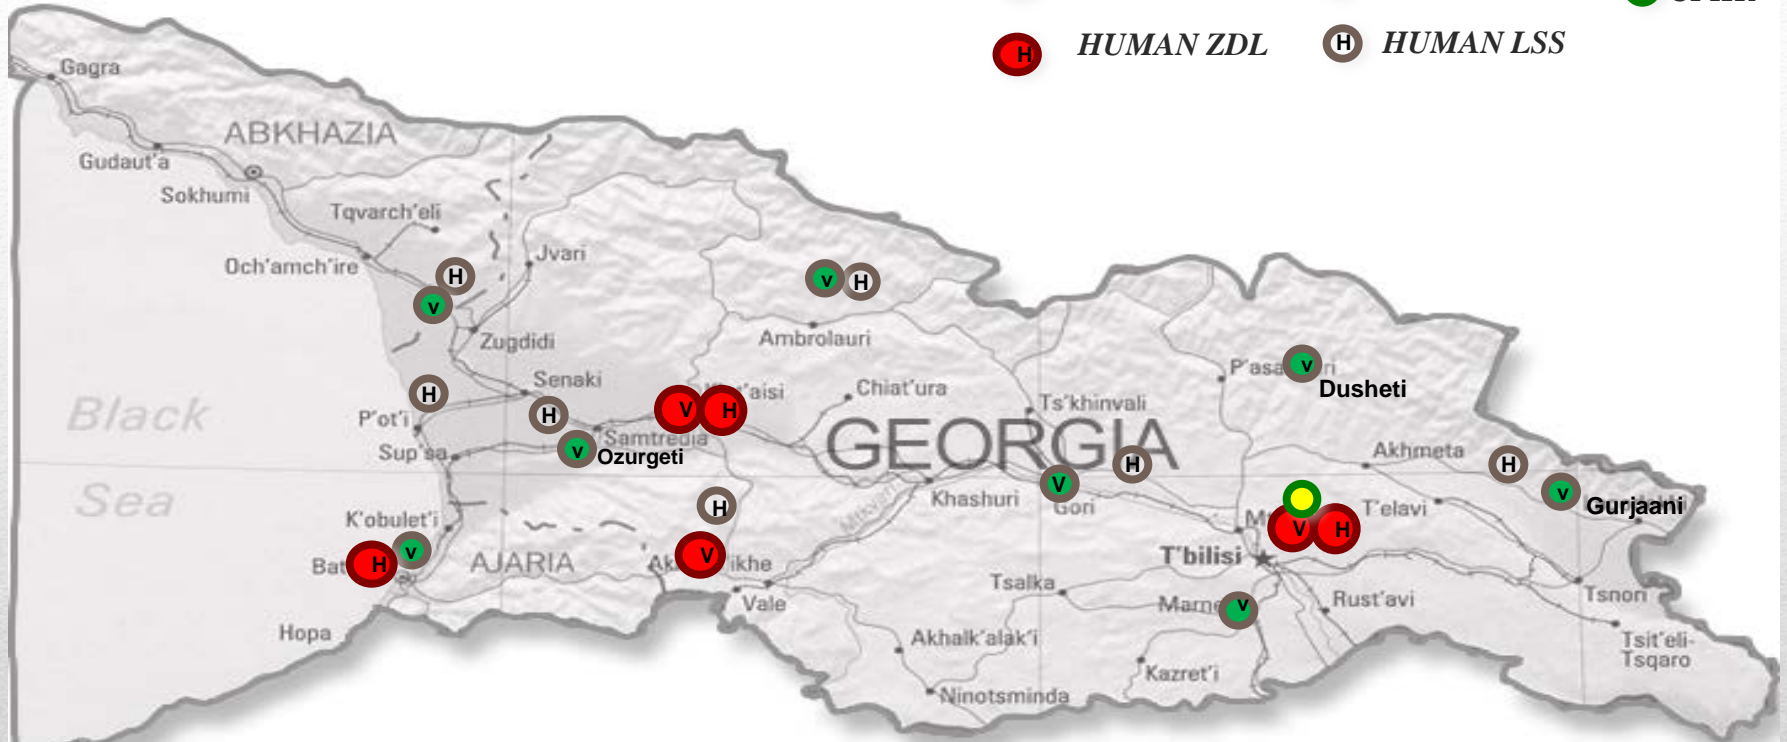 HUMAN ZDL
H
HUMAN LSS
H
Gagra
ABKHAZIA
Gudaut'a
Sokhumi
Tqvarch'eli
Och'amch'ire
Jvari
H
v
v
H
Zugdidi
Ambrolauri
Senaki
Chiat'ura
Ts'khinvali
v
Dusheti
H
P'ot'i
H
V
H
Samtredia
Sup'sa
v
Ozurgeti
GEORGIA
H
Akhmeta
H
Black
Sea
Khashuri
V
Gori
T'elavi
v
Gurjaani
K'obulet'i
H
V
H
T'bilisi
H
v
AJARIA
V
Vale
Tsalka
v
Rust'avi
Tsnori
Hopa
Akhalk'alak'i
Kazret'i
Tsit'eli-
Tsqaro
Ninotsminda